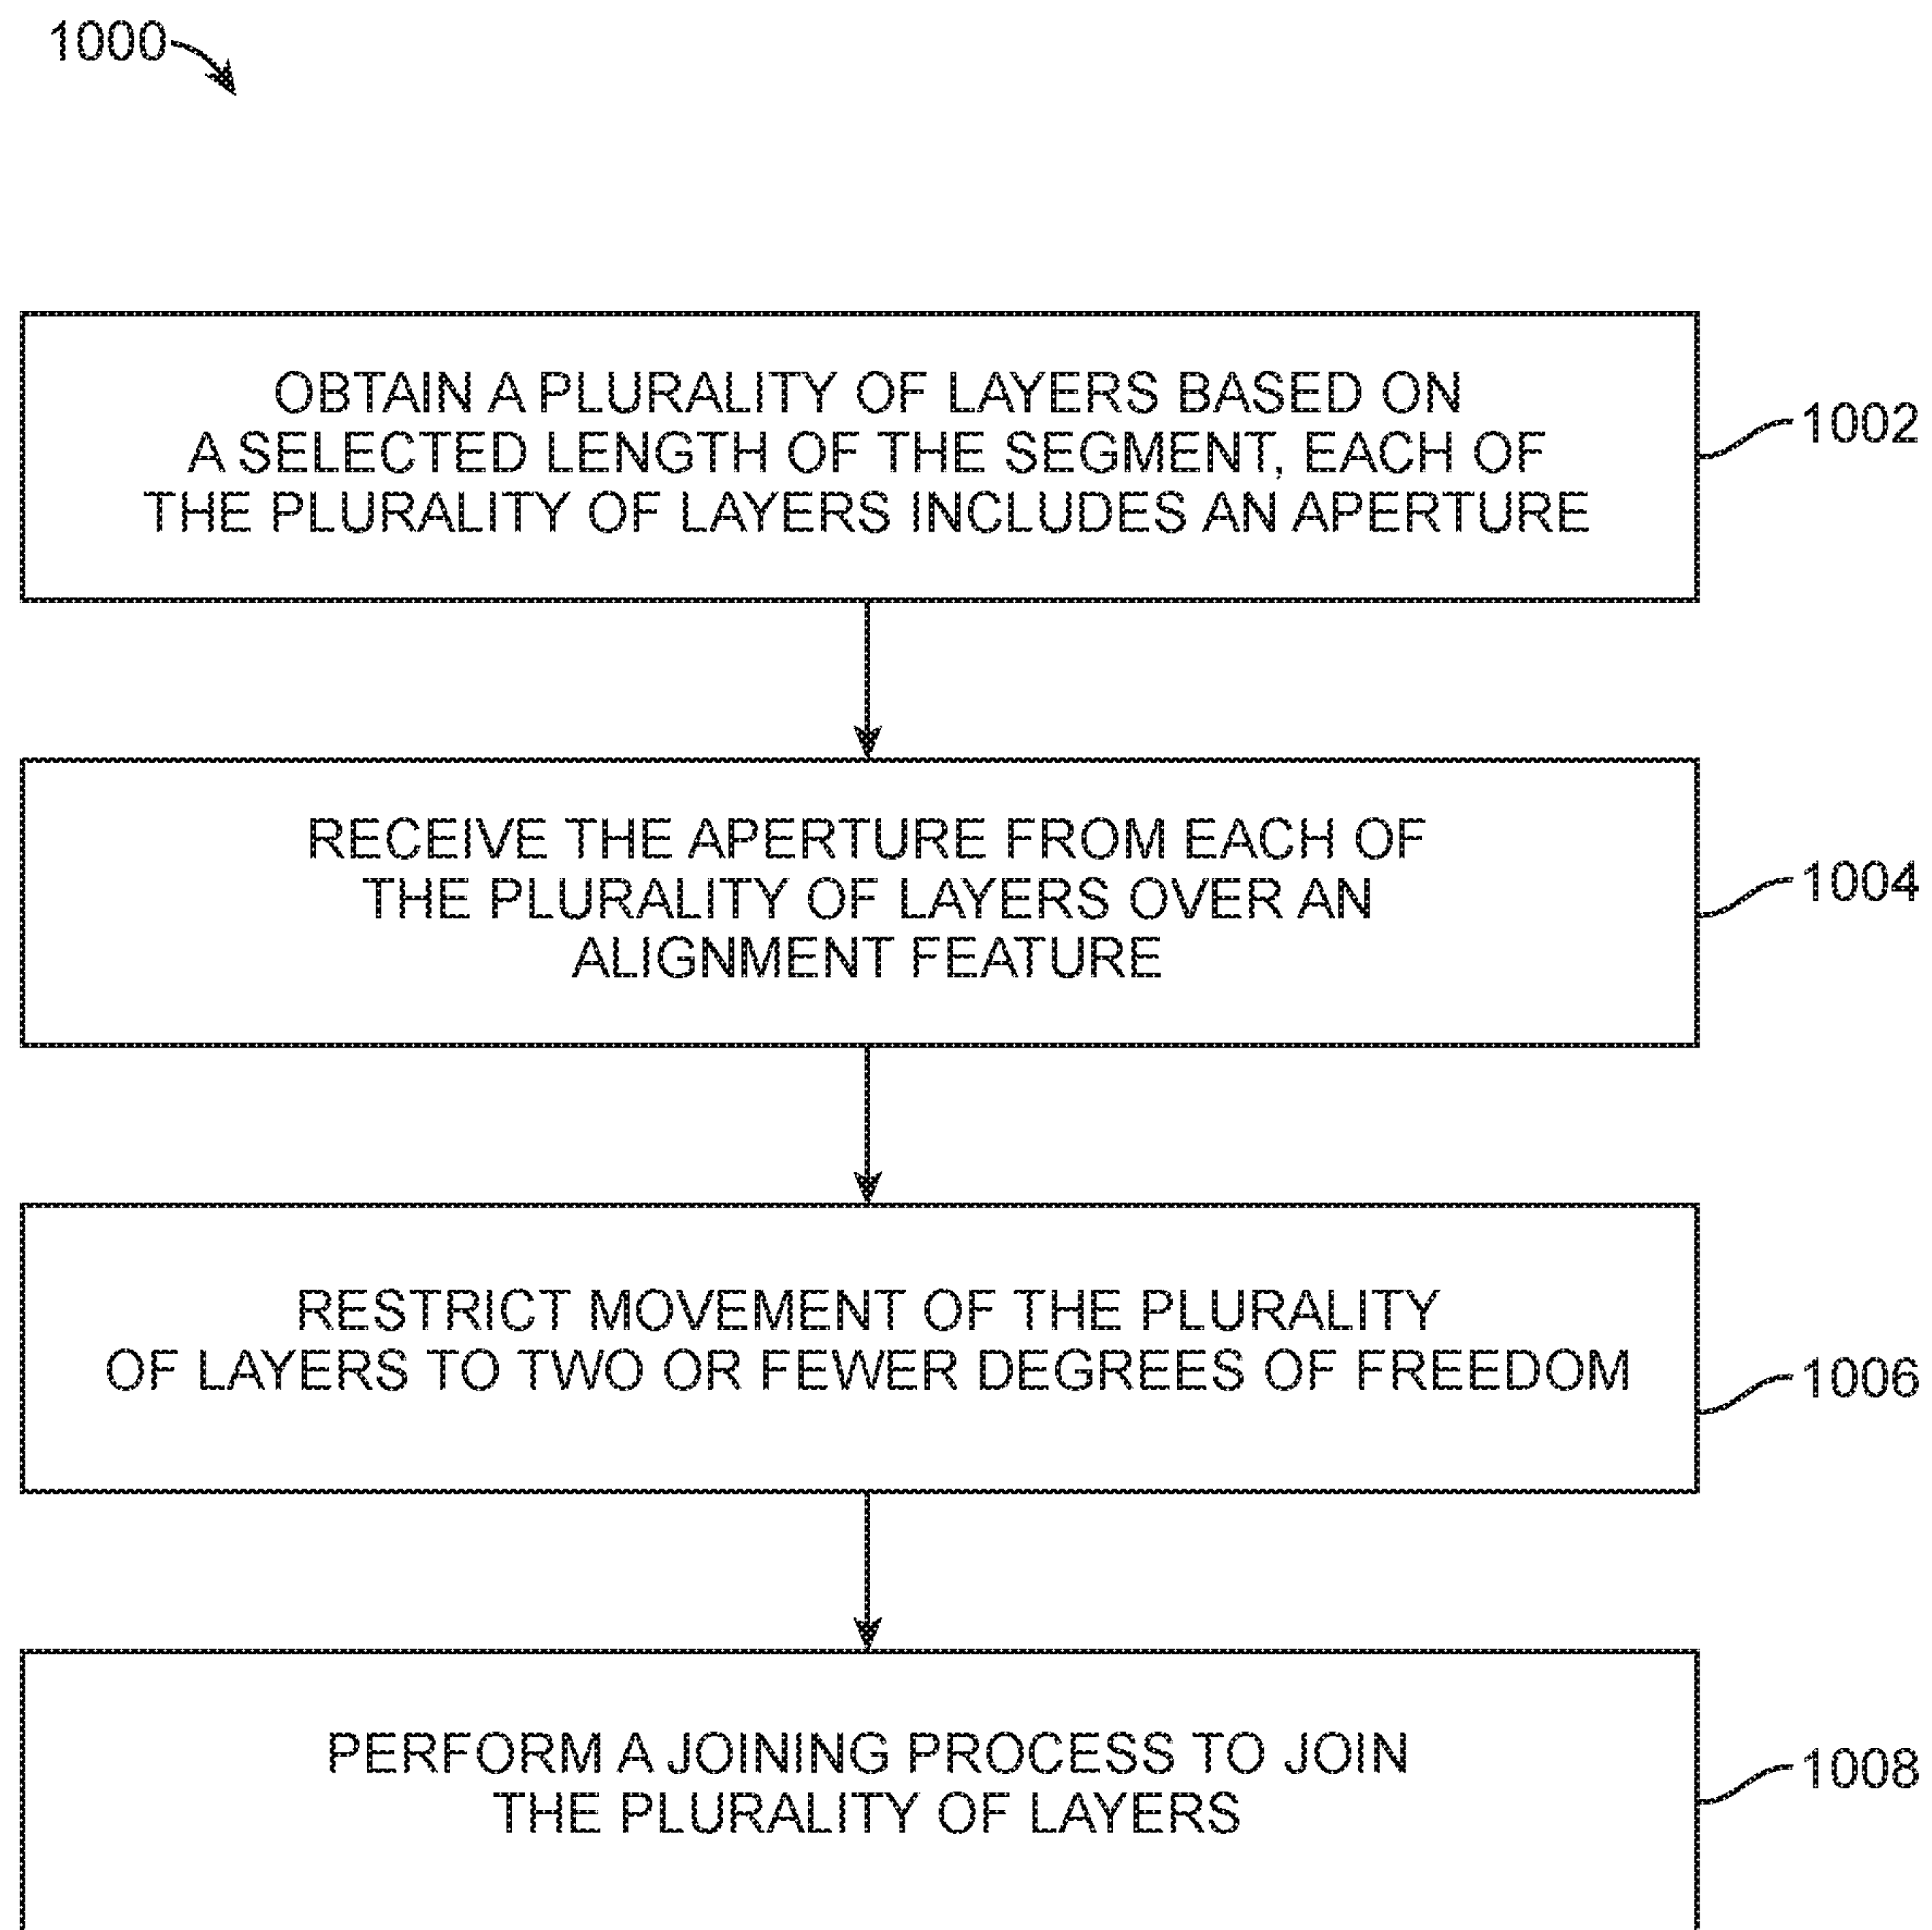 1000
OBTAIN A PLURALITY OF LAYERS BASED ON
A SELECTED LENGTH OF THE SEGMENT, EACH OF
THE PLURALITY OF LAYERS INCLUDES AN APERTURE
1002
RECEIVE THE APERTURE FROM EACH OF
THE PLURALITY OF LAYERS OVER AN
ALIGNMENT FEATURE
1004
RESTRICT MOVEMENT OF THE PLURALITY
OF LAYERS TO TWO OR FEWER DEGREES OF FREEDOM
1006
PERFORM A JOINING PROCESS TO JOIN
THE PLURALITY OF LAYERS
1008